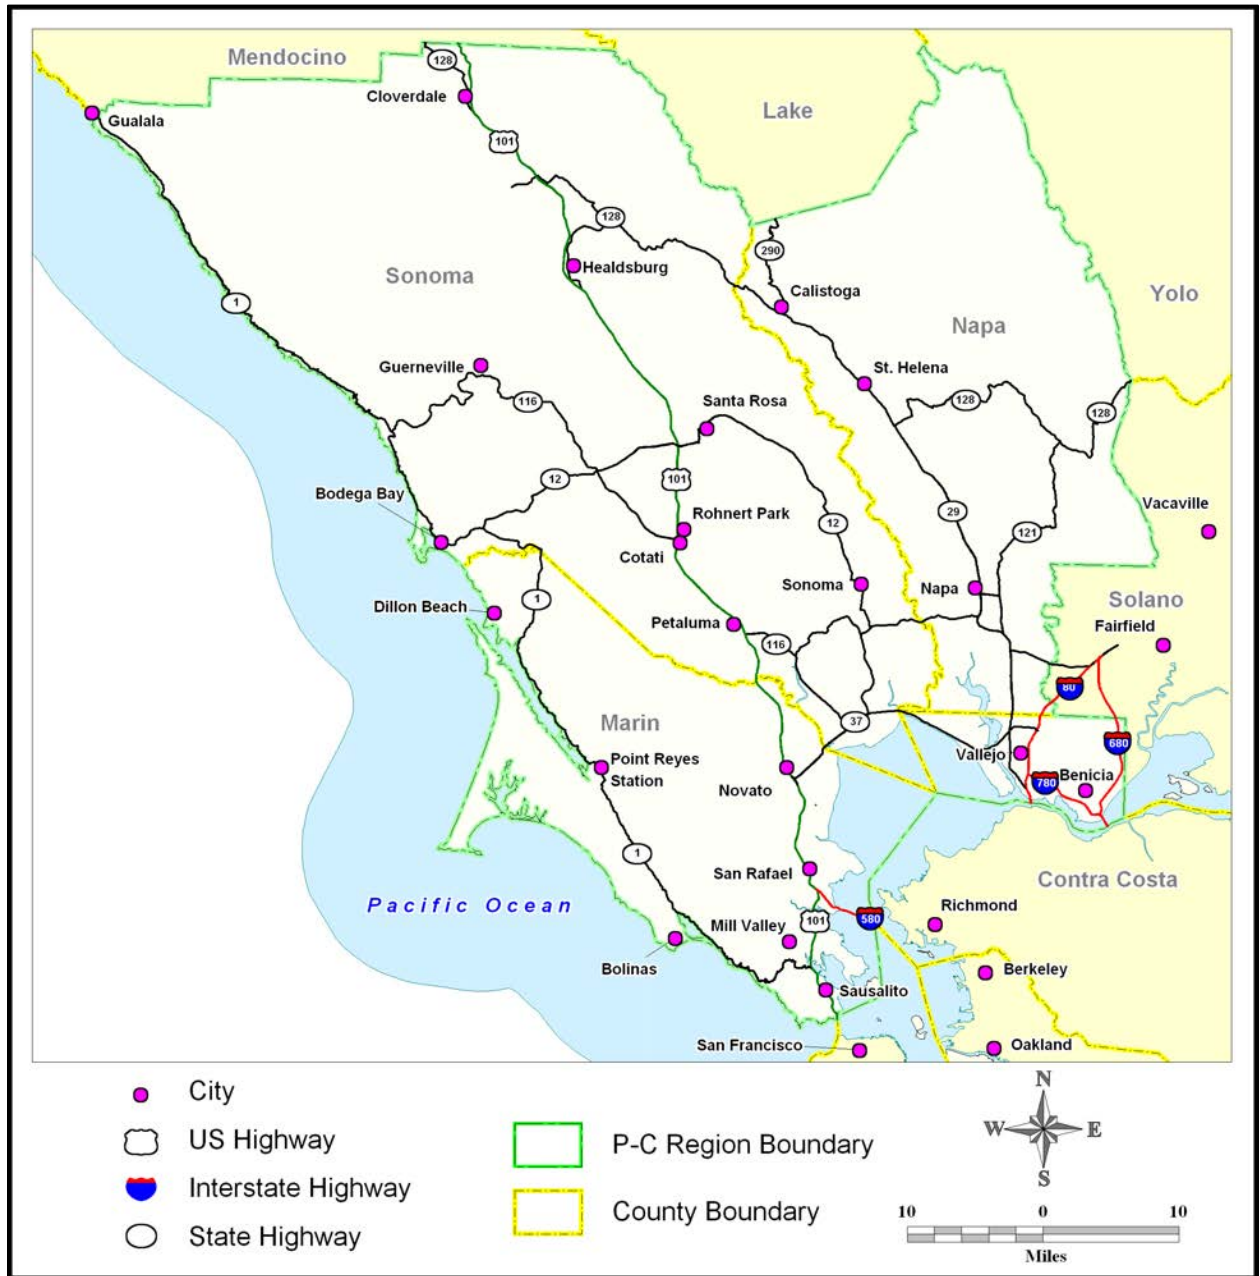 Mendocino
128
Cloverdale
Gualala
101
Lake
128
290
Healdsburg
Sonoma
Calistoga
Yolo
1
Napa
Guerneville
St. Helena
116
128
128
Santa Rosa
12
101
Bodega Bay
Rohnert Park
12
29
121
Vacaville
Cotati
Sonoma
Napa
Dillon Beach
1
Solano
Petaluma
Fairfield
116
80
Marin
37
680
Point Reyes
Station
Vallejo
Novato
780
Benicia
1
San Rafael
Contra Costa
Pacific Ocean
Richmond
Mill Valley
101
580
Bolinas
Berkeley
Sausalito
San Francisco
Oakland
City
US Highway
Interstate Highway
State Highway
P-C Region Boundary
County Boundary
N
W E
S
10 0 10
Miles